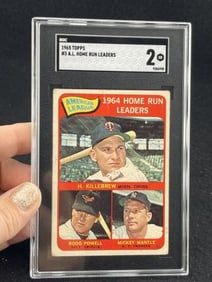 SGC
1965 TOPPS
#3 A.L. HOME RUN LEADERS
2
AMERICAN
LEAGUE
1964 HOME RUN
LEADERS
H. KILLEBREW MINN. TWINS
BOOG POWELL
MICKEY MANTLE